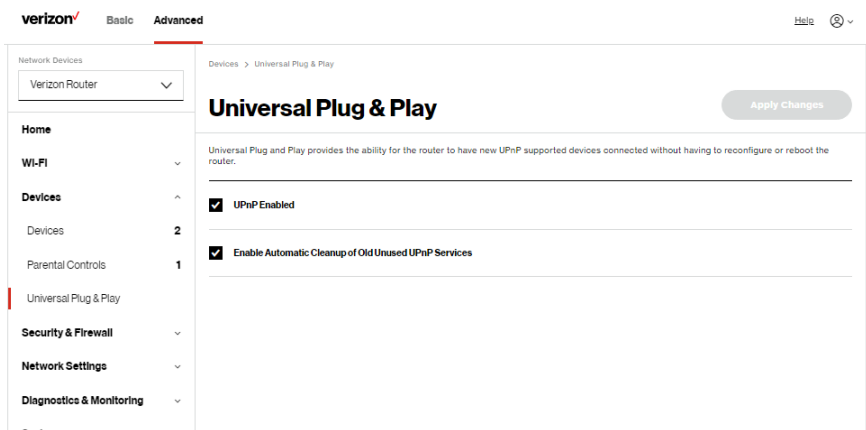 verizon✓ Basic Advanced Help
Network Devices
Verizon Router
Home
Wi-Fi
Devices
Devices 2
Parental Controls 1
Universal Plug & Play
Security & Firewall
Network Settings
Diagnostics & Monitoring
Devices > Universal Plug & Play
Universal Plug & Play
Apply Changes
Universal Plug and Play provides the ability for the router to have new UPnP supported devices connected without having to reconfigure or reboot the
router.
UPnP Enabled
Enable Automatic Cleanup of Old Unused UPnP Services